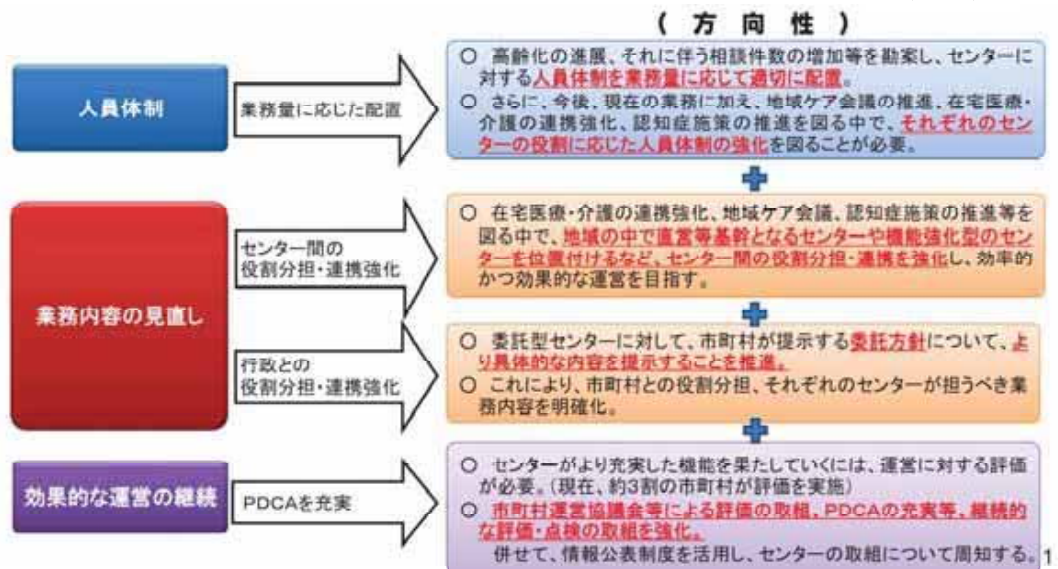 (方向性)
人員体制
業務量に応じた配置
○ 高齢化の進展、それに伴う相談件数の増加等を勘案し、センターに
対する人員体制を業務量に応じて適切に配置。
○ さらに、今後、現在の業務に加え、地域ケア会議の推進、在宅医療・
介護の連携強化、認知症施策の推進を図る中で、それぞれのセン
ターの役割に応じた人員体制の強化を図ることが必要。
業務内容の見直し
センター間の
役割分担・連携強化
○ 在宅医療・介護の連携強化、地域ケア会議、認知症施策の推進等を
図る中で、地域の中で直営等基幹となるセンターや機能強化型のセン
ターを位置付けるなど、センター間の役割分担・連携を強化し、効率的
かつ効果的な運営を目指す。
行政との
役割分担・連携強化
○ 委託型センターに対して、市町村が提示する委託方針について、よ
り具体的な内容を提示することを推進。
○ これにより、市町村との役割分担、それぞれのセンターが担うべき業
務内容を明確化。
効果的な運営の継続
PDCAを充実
○ センターがより充実した機能を果たしていくには、運営に対する評価
が必要。(現在、約3割の市町村が評価を実施)
○ 市町村運営協議会等による評価の取組、PDCAの充実等、継続的
な評価・点検の取組を強化。
併せて、情報公表制度を活用し、センターの取組について周知する。
1